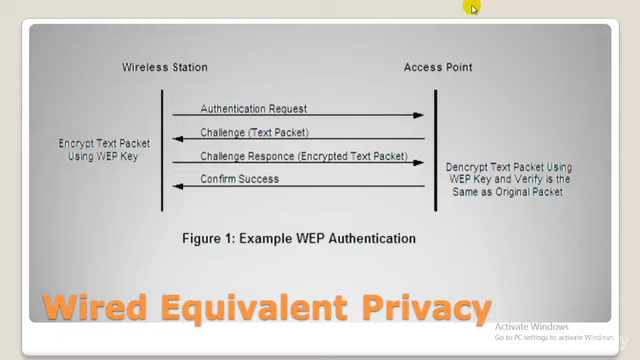 Wireless Station
Access Point
Authentication Request
Challenge (Text Packet)
Encrypt Text Packet
Using WEP Key
Challenge Responce (Encrypted Text Packet)
Confirm Success
Dencrypt Text Packet Using
WEP Key and Verify is the
Same as Original Packet
Figure 1: Example WEP Authentication
Wired Equivalent Privacy
Activate Windows
Go to PC settings to activate Windows.